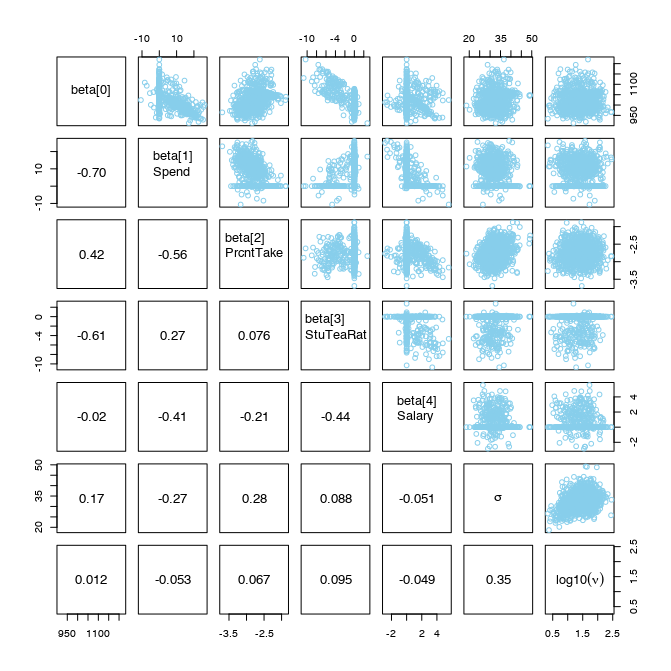 -10 10
-10 -4 0
20 35 50
beta[0]
950 1100
-10 10
-0.70
beta[1]
Spend
0.42
-0.56
beta[2]
PrcntTake
-3.5 -2.5
-10 -4 0
-0.61
0.27
0.076
beta[3]
StuTeaRat
-0.02
-0.41
-0.21
-0.44
beta[4]
Salary
-2 2 4
20 35 50
0.17
-0.27
0.28
0.088
-0.051
σ
0.012
-0.053
0.067
0.095
-0.049
0.35
log10(ν)
0.5 1.5 2.5
950 1100
-3.5 -2.5
-2 2 4
0.5 1.5 2.5